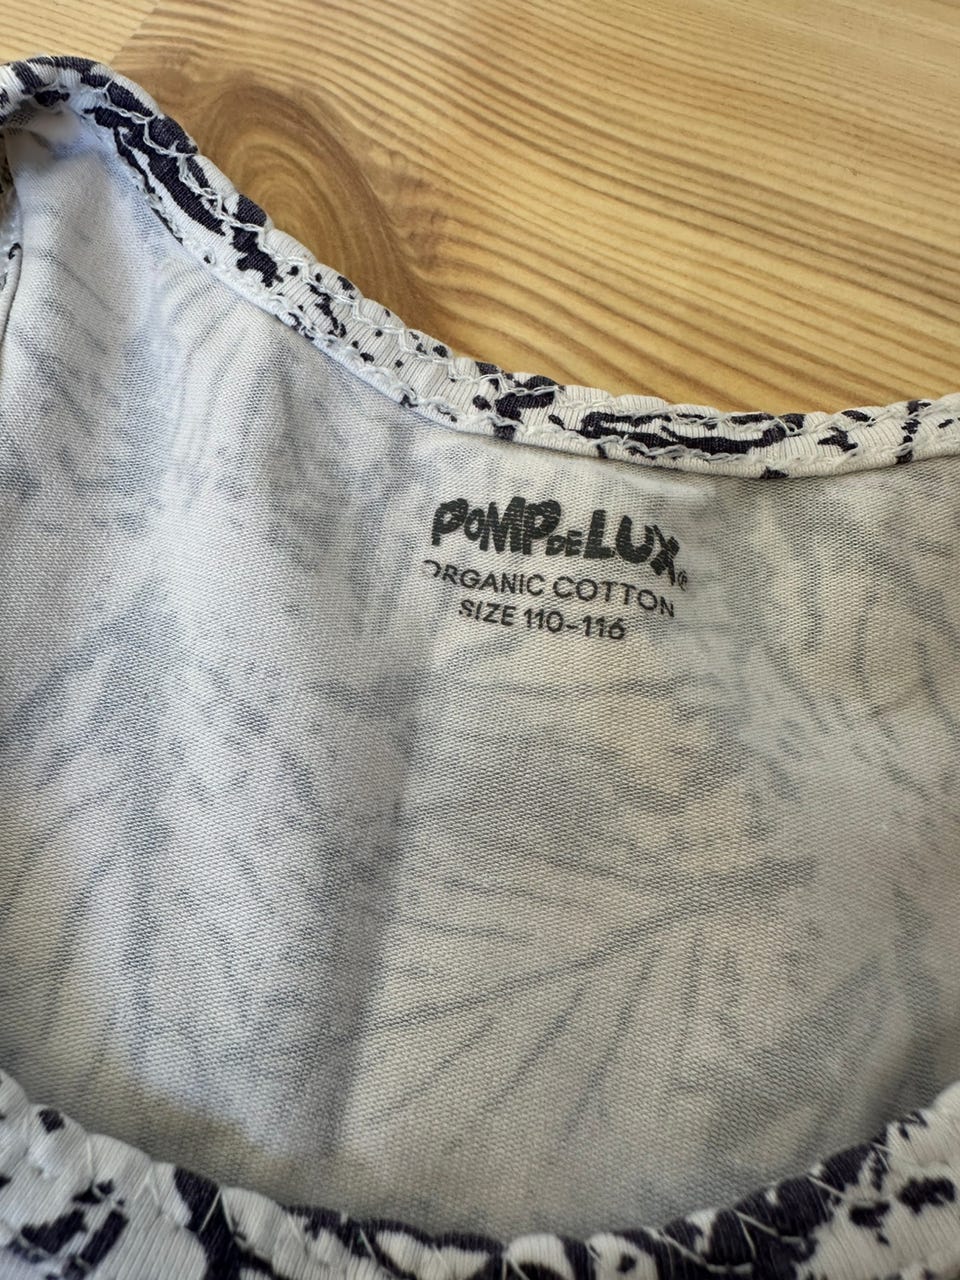 POMPDELUX®
ORGANIC COTTON
SIZE 110-116